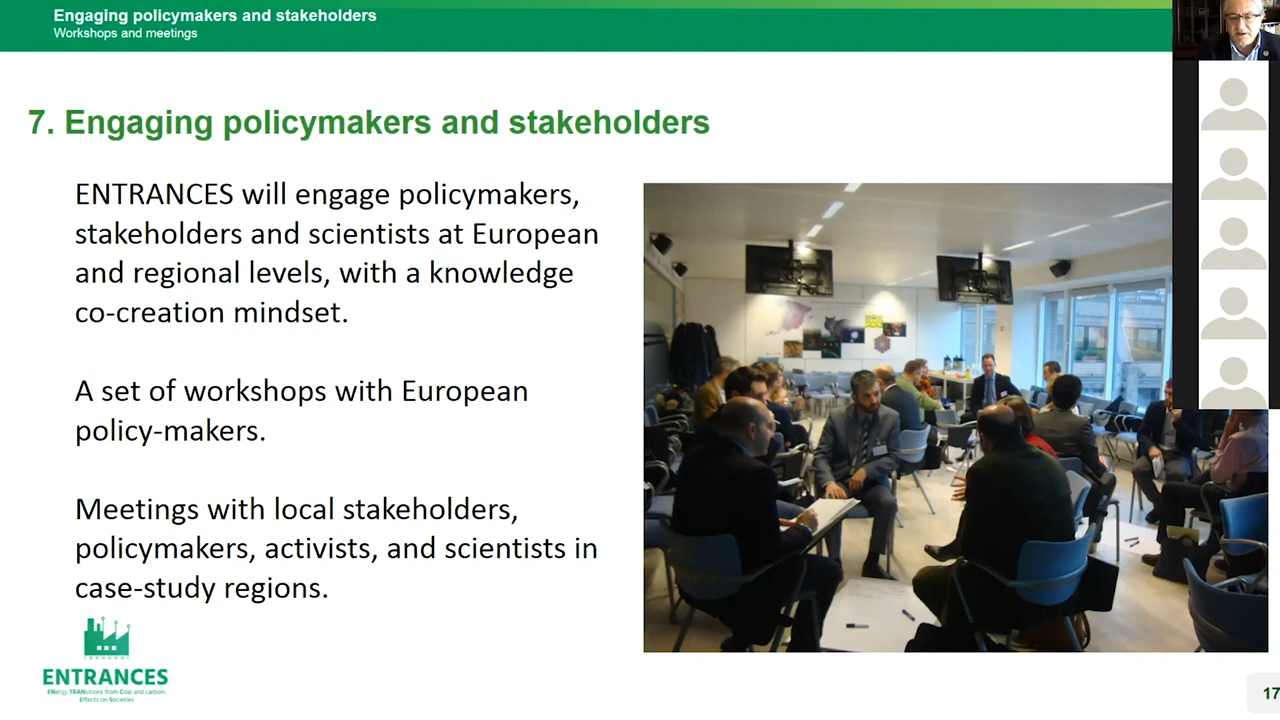 Engaging policymakers and stakeholders
Workshops and meetings
7. Engaging policymakers and stakeholders
ENTRANCES will engage policymakers,
stakeholders and scientists at European
and regional levels, with a knowledge
co-creation mindset.
A set of workshops with European
policy-makers.
Meetings with local stakeholders,
policymakers, activists, and scientists in
case-study regions.
ENTRANCES
ENergy TRANsitions from Coal and carbon:
Effects on Societies
17